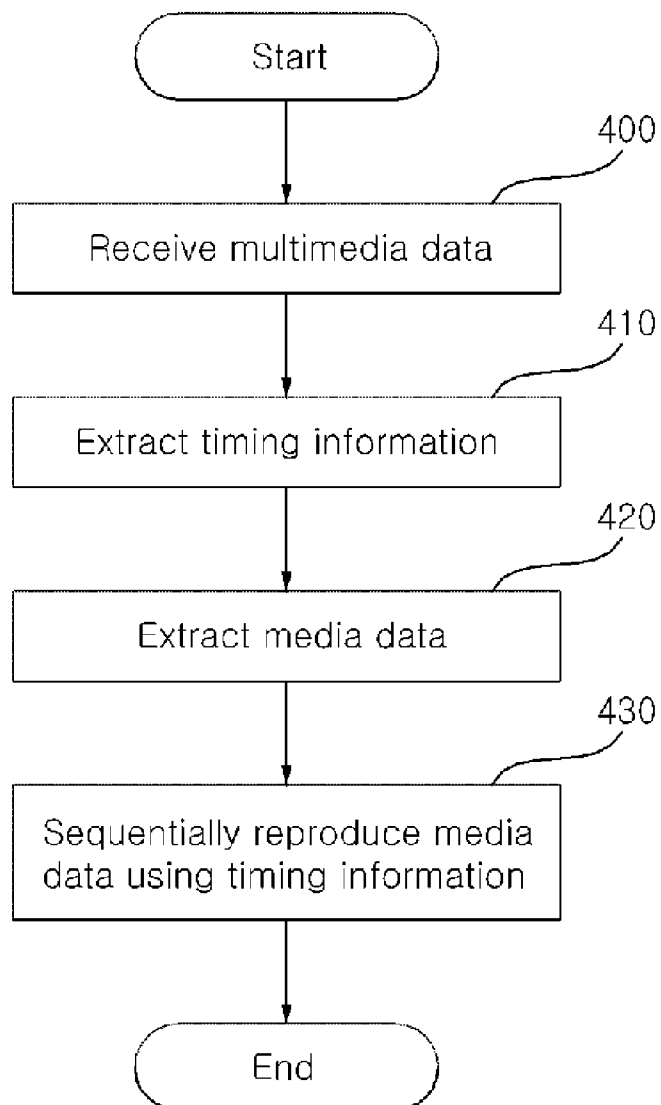 Start
400
Receive multimedia data
410
Extract timing information
420
Extract media data
430
Sequentially reproduce media
data using timing information
End